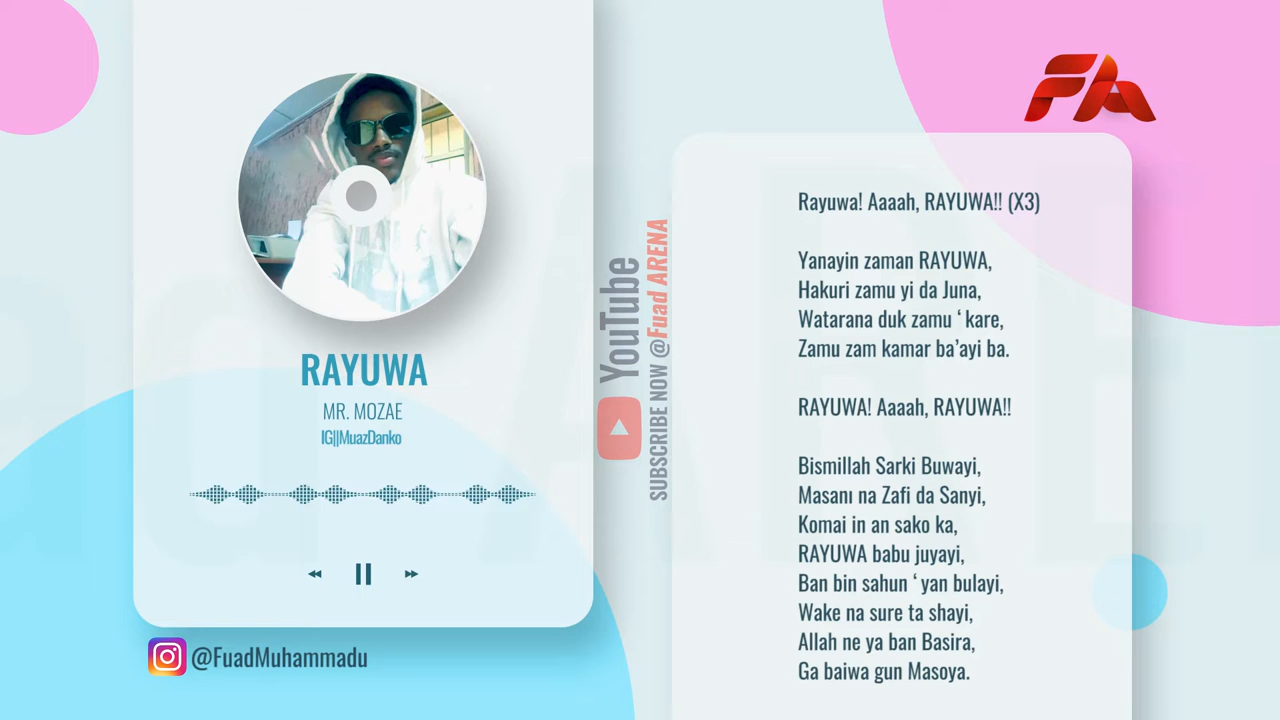 RAYUWA
MR. MOZAE
IG||MuazDanko
@FuadMuhammadu
YouTube
SUBSCRIBE NOW @Fuad ARENA
FA
Rayuwa! Aaaah, RAYUWA!! (X3)
Yanayin zaman RAYUWA,
Hakuri zamu yi da Juna,
Watarana duk zamu ‘ kare,
Zamu zam kamar ba’ayi ba.
RAYUWA! Aaaah, RAYUWA!!
Bismillah Sarki Buwayi,
Masanı na Zafi da Sanyi,
Komai in an sako ka,
RAYUWA babu juyayi,
Ban bin sahun ‘ yan bulayi,
Wake na sure ta shayi,
Allah ne ya ban Basira,
Ga baiwa gun Masoya.